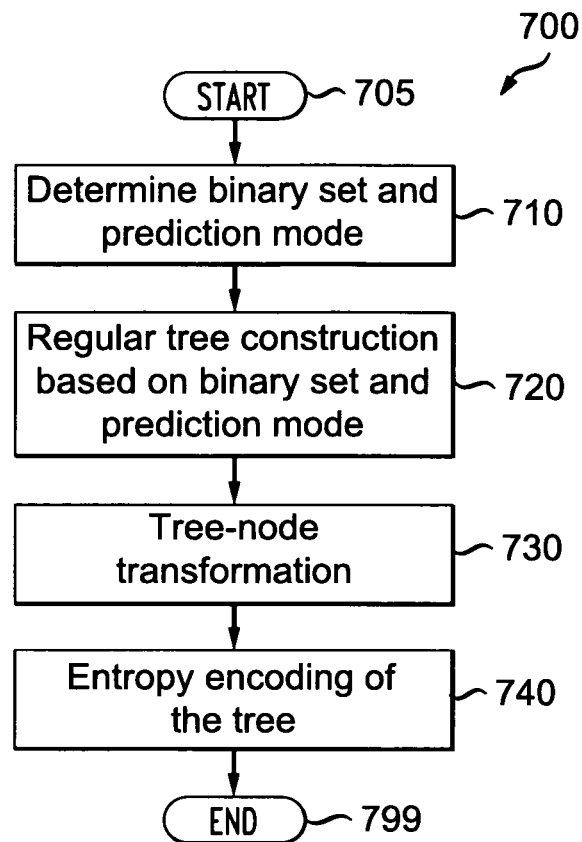 700
START
705
Determine binary set and
prediction mode
710
Regular tree construction
based on binary set and
prediction mode
720
Tree-node
transformation
730
Entropy encoding of
the tree
740
END
799